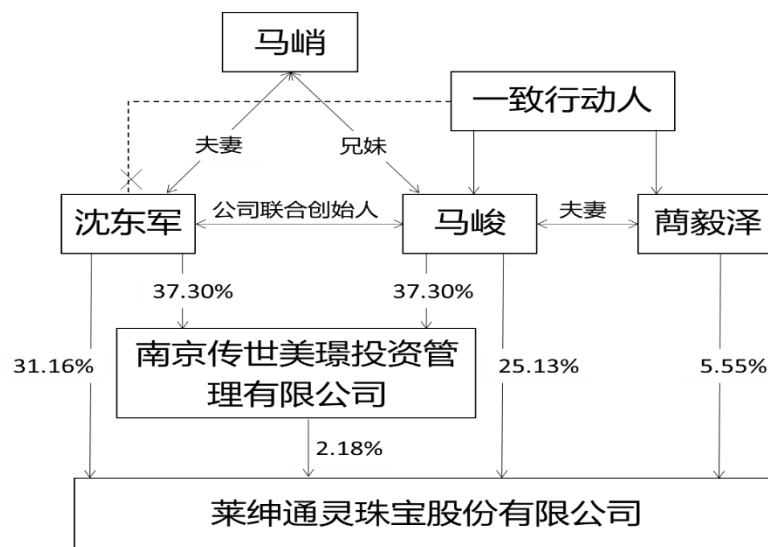 马峭
一致行动人
夫妻
兄妹
沈东军
公司联合创始人
马峻
夫妻
蔄毅泽
37.30%
37.30%
31.16%
南京传世美璟投资管
理有限公司
25.13%
5.55%
2.18%
莱绅通灵珠宝股份有限公司